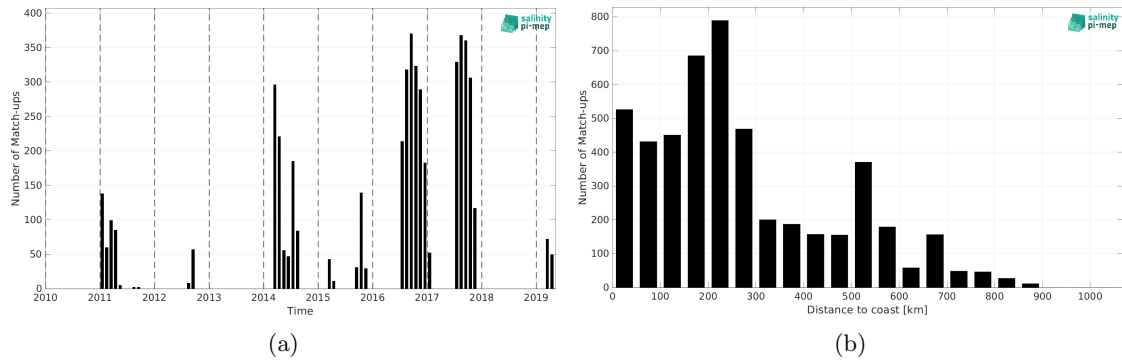 400
350
300
250
200
150
100
50
0
Number of Match-ups
2010 2011 2012 2013 2014 2015 2016 2017 2018 2019
Time
salinity
pi-mep
(a)
800
700
600
500
400
300
200
100
0
Number of Match-ups
0 100 200 300 400 500 600 700 800 900 1000
Distance to coast [km]
salinity
pi-mep
(b)